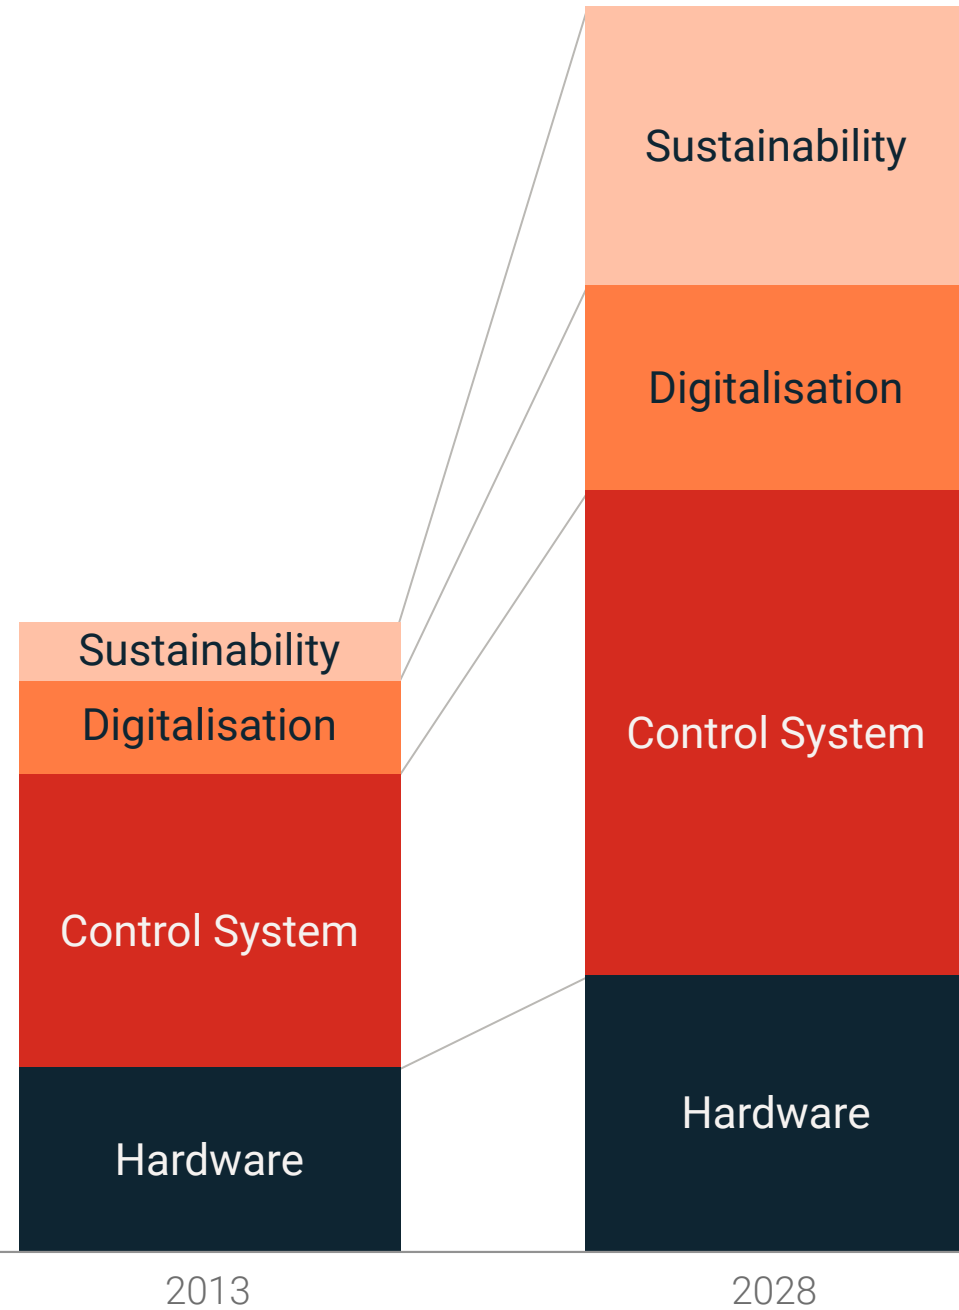 Sustainability
Digitalisation
Control System
Hardware
2013
Sustainability
Digitalisation
Control System
Hardware
2028